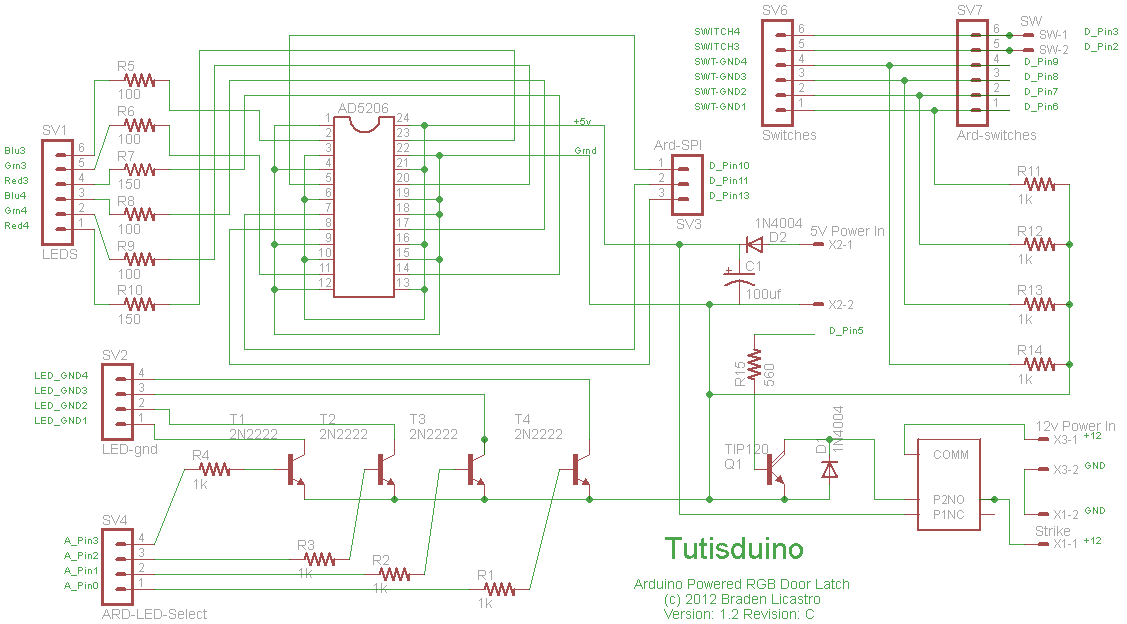 SV6
SV7
SW
SWITCH4
6
6
SW-1
D_Pin3
SWITCH3
5
5
SW-2
D_Pin2
SWT-GND4
4
4
D_Pin9
SWT-GND3
3
3
D_Pin8
SWT-GND2
2
2
D_Pin7
SWT-GND1
1
1
D_Pin6
Switches
Ard-switches
R5
100
R6
100
R7
150
R8
100
R9
100
R10
150
SV1
Blu3
6
Grn3
5
Red3
4
Blu4
3
Grn4
2
Red4
1
LEDS
AD5206
1
24
2
23
3
22
4
21
5
20
6
19
7
18
8
17
9
16
10
15
11
14
12
13
+5v
Grnd
Ard-SPI
1
D_Pin10
2
D_Pin11
3
D_Pin13
SV3
1N4004
D2
5V Power In
X2-1
+
C1
100uf
X2-2
D_Pin5
R15
560
R11
1k
R12
1k
R13
1k
R14
1k
SV2
LED_GND4
4
LED_GND3
3
LED_GND2
2
LED_GND1
1
LED-gnd
T1
2N2222
T2
2N2222
T3
2N2222
T4
2N2222
R4
1k
TIP120
Q1
D1
1N4004
COMM
P2NO
P1NC
12v Power In
X3-1
+12
X3-2
GND
X1-2
GND
Strike
X1-1
+12
SV4
A_Pin3
4
A_Pin2
3
A_Pin1
2
A_Pin0
1
ARD-LED-Select
R3
1k
R2
1k
R1
1k
Tutisduino
Arduino Powered RGB Door Latch
(c) 2012 Braden Licastro
Version: 1.2 Revision: C